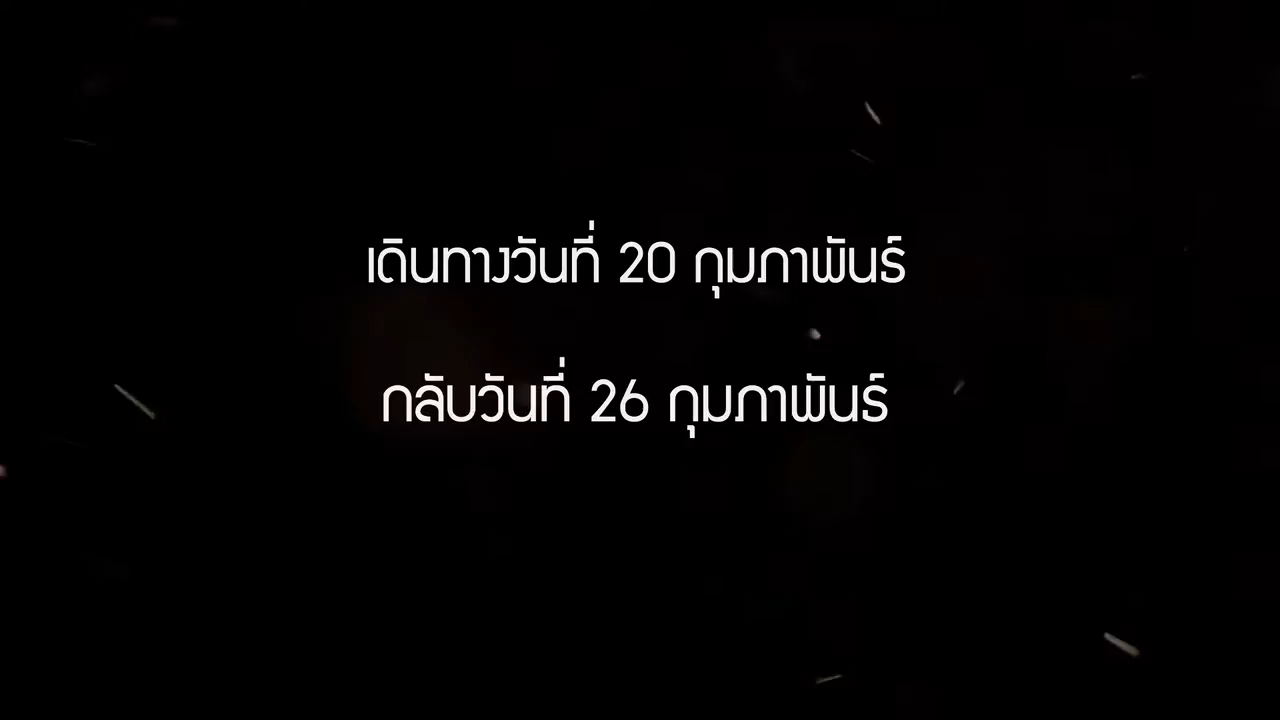 เดินทางวันที่ 20 กุมภาพันธ์
กลับวันที่ 26 กุมภาพันธ์